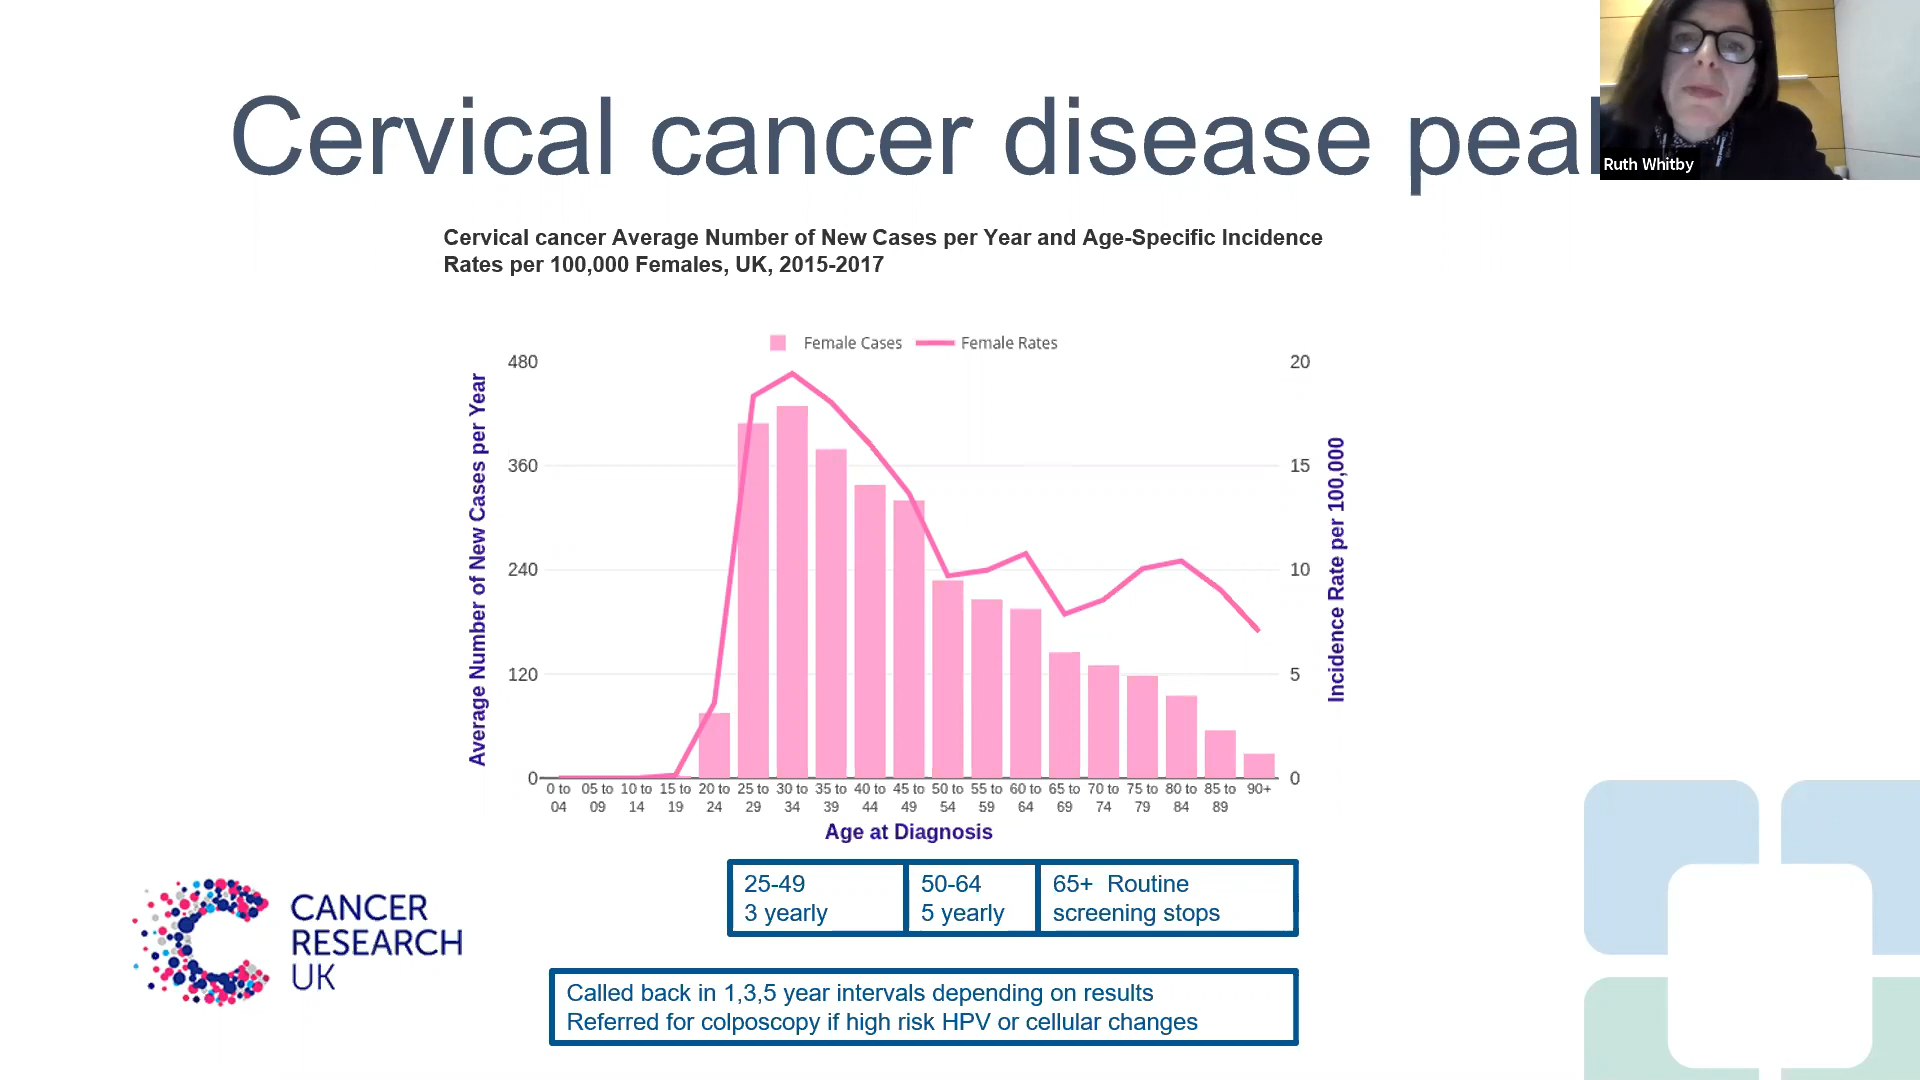 Cervical cancer disease peak
Ruth Whitby
Cervical cancer Average Number of New Cases per Year and Age-Specific Incidence
Rates per 100,000 Females, UK, 2015-2017
Female Cases Female Rates
Average Number of New Cases per Year
480
360
240
120
0
20
15
10
5
0
Incidence Rate per 100,000
0 to 05 to 10 to 15 to 20 to 25 to 30 to 35 to 40 to 45 to 50 to 55 to 60 to 65 to 70 to 75 to 80 to 85 to 90+
04 09 14 19 24 29 34 39 44 49 54 59 64 69 74 79 84 89
Age at Diagnosis
25-49
3 yearly
50-64
5 yearly
65+ Routine
screening stops
CANCER
RESEARCH
UK
Called back in 1,3,5 year intervals depending on results
Referred for colposcopy if high risk HPV or cellular changes